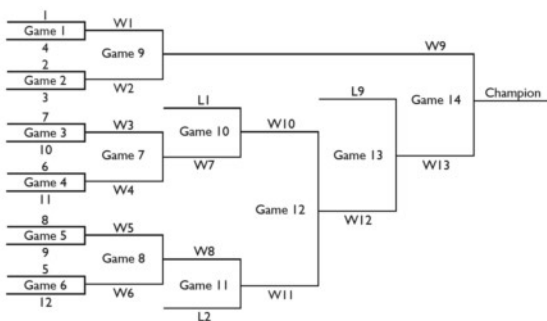 1
Game 1
4
W1
Game 9
2
Game 2
3
W2
W9
7
Game 3
10
W3
Game 7
6
Game 4
11
W4
L1
Game 10
W7
W10
8
Game 5
9
W5
Game 8
5
Game 6
12
W6
W8
Game 11
L2
W11
Game 12
L9
Game 13
W12
Game 14
W13
Champion